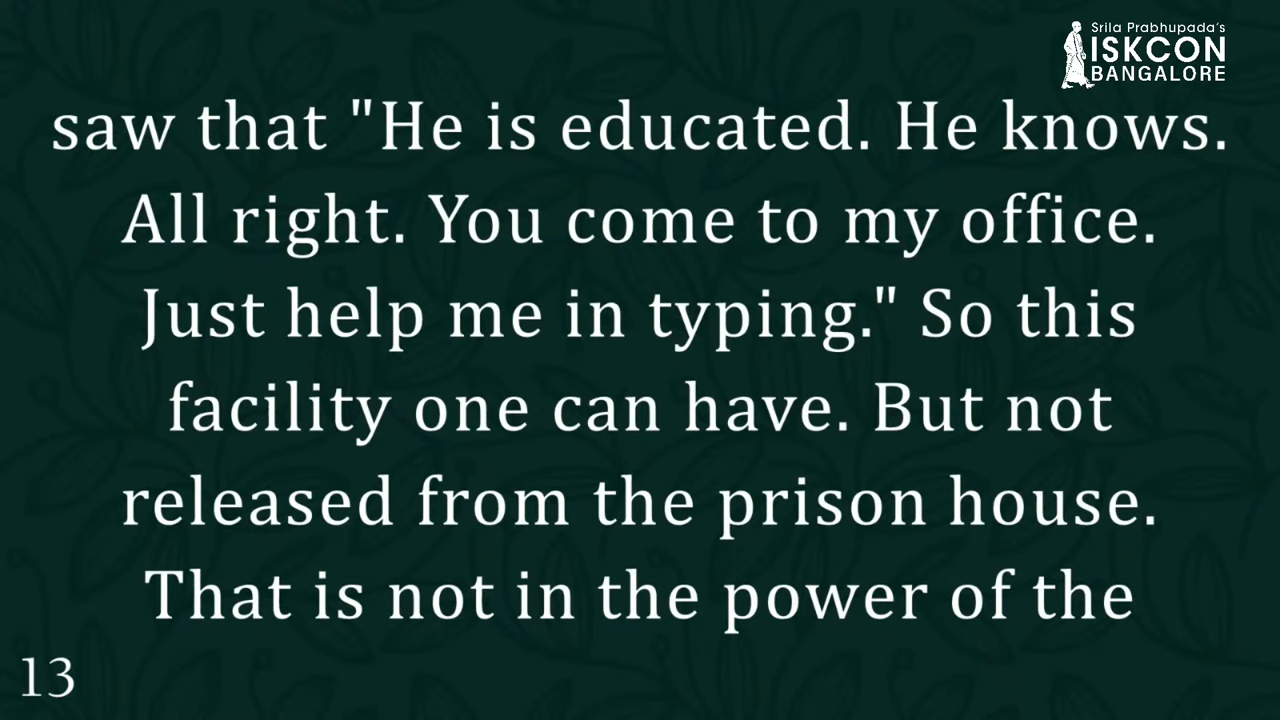 Srila Prabhupada's
ISKCON
BANGALORE
saw that "He is educated. He knows.
All right. You come to my office.
Just help me in typing." So this
facility one can have. But not
released from the prison house.
That is not in the power of the
13